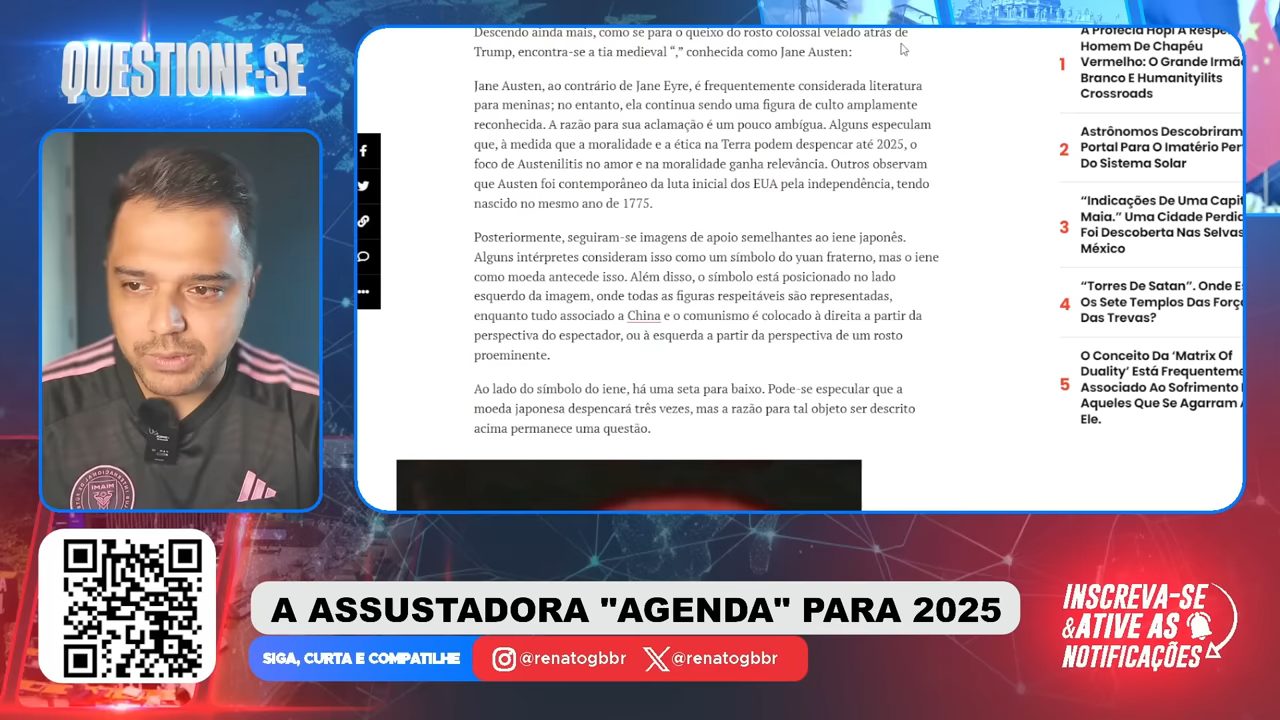 QUESTIONE-SE
Descendo ainda mais, como se para o queixo do rosto colossal velado atrás de
Trump, encontra-se a tia medieval “,” conhecida como Jane Austen:
Jane Austen, ao contrário de Jane Eyre, é frequentemente considerada literatura
para meninas; no entanto, ela continua sendo uma figura de culto amplamente
reconhecida. A razão para sua aclamação é um pouco ambígua. Alguns especulam
que, à medida que a moralidade e a ética na Terra podem despencar até 2025, o
foco de Austenilitis no amor e na moralidade ganha relevância. Outros observam
que Austen foi contemporâneo da luta inicial dos EUA pela independência, tendo
nascido no mesmo ano de 1775.
Posteriormente, seguiram-se imagens de apoio semelhantes ao iene japonês.
Alguns intérpretes consideram isso como um símbolo do yuan fraterno, mas o iene
como moeda antecede isso. Além disso, o símbolo está posicionado no lado
esquerdo da imagem, onde todas as figuras respeitáveis são representadas,
enquanto tudo associado a China e o comunismo é colocado à direita a partir da
perspectiva do espectador, ou à esquerda a partir da perspectiva de um rosto
proeminente.
Ao lado do símbolo do iene, há uma seta para baixo. Pode-se especular que a
moeda japonesa despencará três vezes, mas a razão para tal objeto ser descrito
acima permanece uma questão.
A Profecia Hopi A Respe
1 Homem De Chapéu
Vermelho: O Grande Irmã
Branco E Humanitylits
Crossroads
2 Astrônomos Descobriram
Portal Para O Imatério Per
Do Sistema Solar
3 “Indicações De Uma Capit
Maia.” Uma Cidade Perdi
Foi Descoberta Nas Selvas
México
4 “Torres De Satan”. Onde E
Os Sete Templos Das Força
Das Trevas?
5 O Conceito Da ‘Matrix Of
Duality’ Está Frequenteme
Associado Ao Sofrimento
Aqueles Que Se Agarram A
Ele.
A ASSUSTADORA "AGENDA" PARA 2025
SIGA, CURTA E COMPATILHE
@renatogbbr
@renatogbbr
INSCREVA-SE
&ATIVE AS
NOTIFICAÇÕES